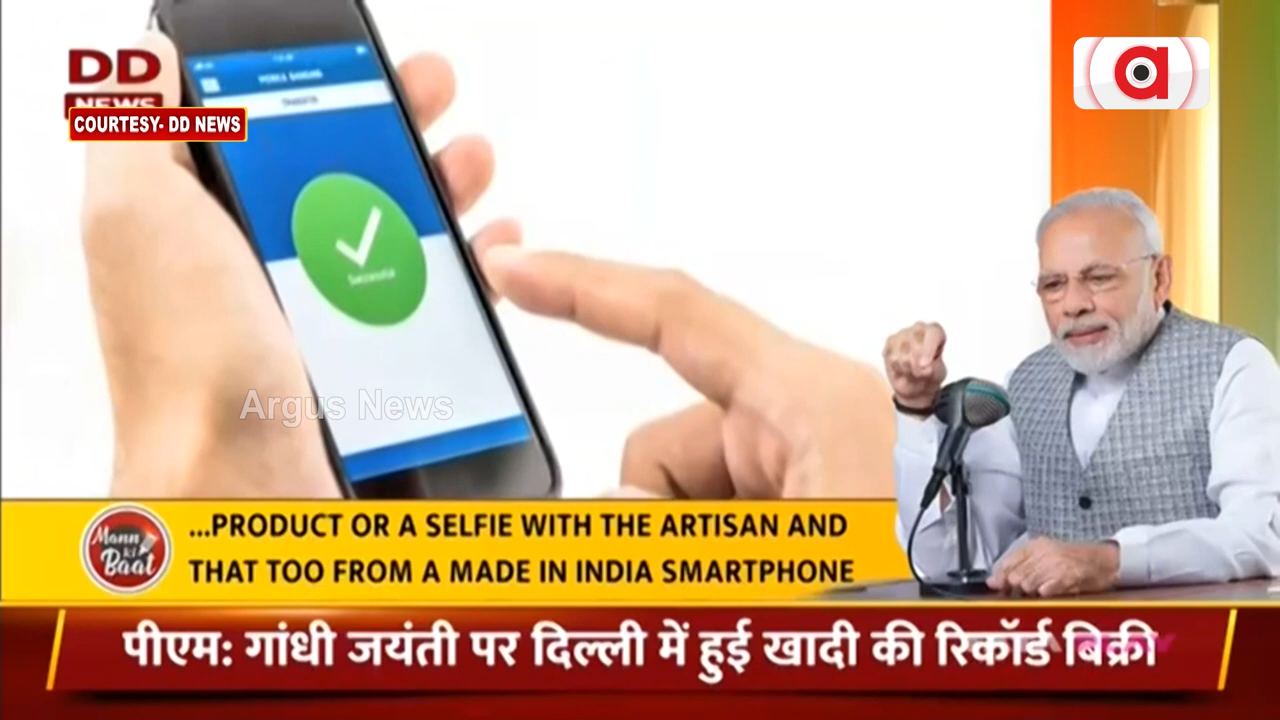 DD
NEWS
COURTESY- DD NEWS
a
Argus News
Mann
ki
Baat
...PRODUCT OR A SELFIE WITH THE ARTISAN AND
THAT TOO FROM A MADE IN INDIA SMARTPHONE
पीएम: गांधी जयंती पर दिल्ली में हुई खादी की रिकॉर्ड बिक्री